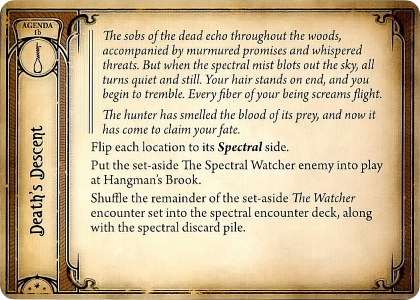 AGENDA
1b
Death's Descent
The sobs of the dead echo throughout the woods,
accompanied by murmured promises and whispered
threats. But when the spectral mist blots out the sky, all
turns quiet and still. Your hair stands on end, and you
begin to tremble. Every fiber of your being screams flight.
The hunter has smelled the blood of its prey, and now it
has come to claim your fate.
Flip each location to its Spectral side.
Put the set-aside The Spectral Watcher enemy into play
at Hangman's Brook.
Shuffle the remainder of the set-aside The Watcher
encounter set into the spectral encounter deck, along
with the spectral discard pile.